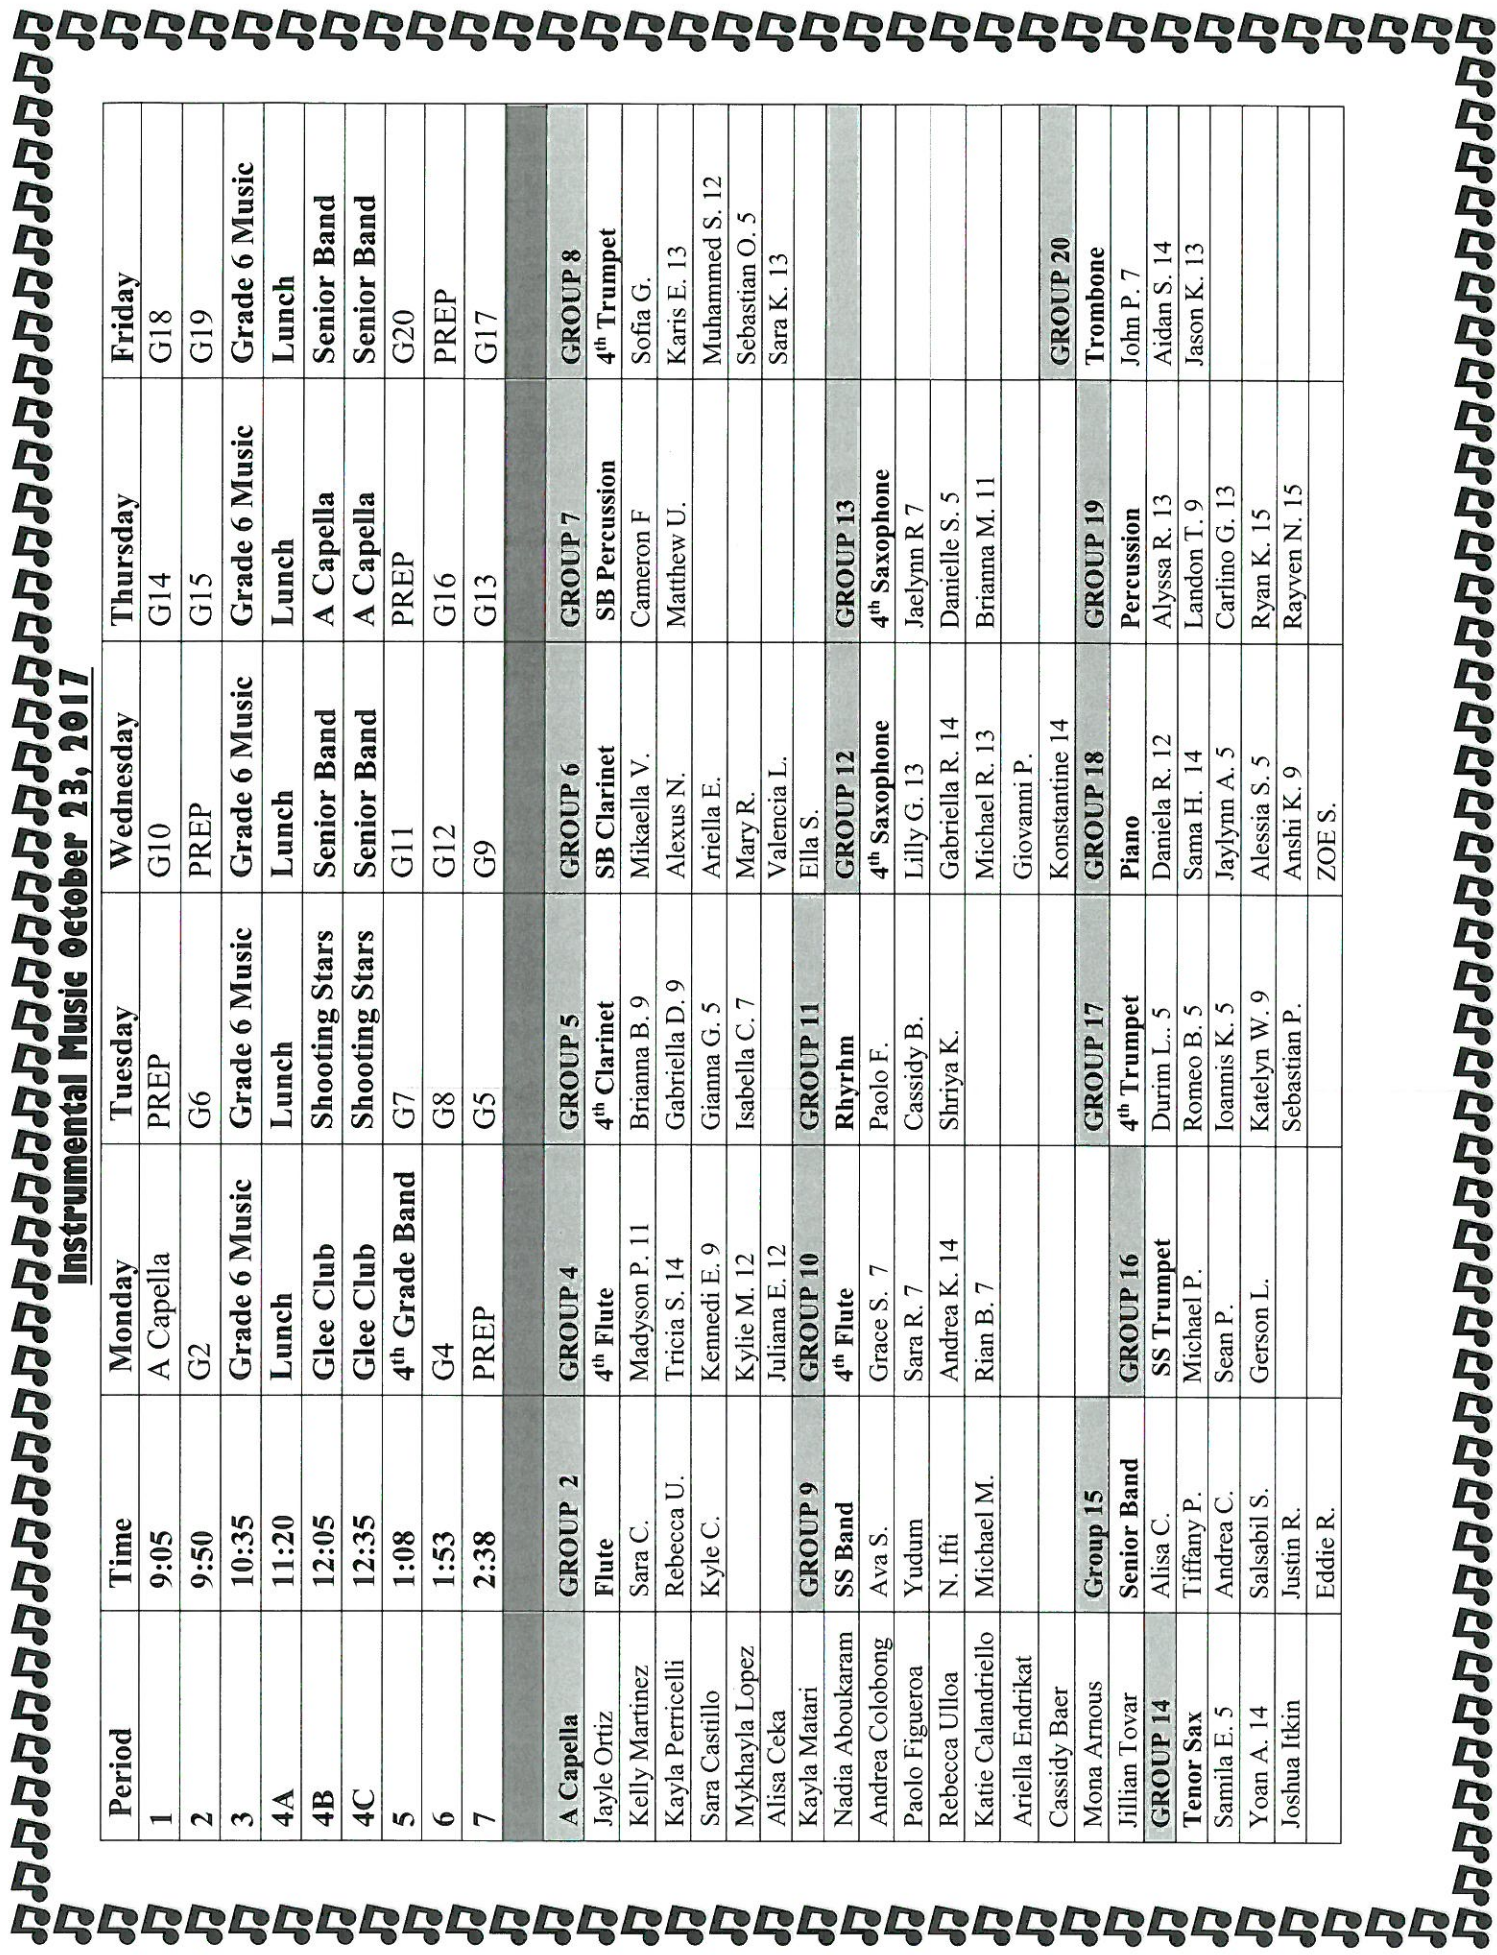 Instrumental Music October 23, 2017
Period Time Monday Tuesday Wednesday Thursday Friday
1 9:05 A Capella PREP G10 G14 G18
2 9:50 G2 G6 PREP G15 G19
3 10:35 Grade 6 Music Grade 6 Music Grade 6 Music Grade 6 Music Grade 6 Music
4A 11:20 Lunch Lunch Lunch Lunch Lunch
4B 12:05 Glee Club Shooting Stars Senior Band A Capella Senior Band
4C 12:35 Glee Club Shooting Stars Senior Band A Capella Senior Band
5 1:08 4th Grade Band G7 G11 PREP G20
6 1:53 G4 G8 G12 G16 PREP
7 2:38 PREP G5 G9 G13 G17
A Capella GROUP 2 GROUP 4 GROUP 5 GROUP 6 GROUP 7 GROUP 8
Jayle Ortiz Flute 4th Flute 4th Clarinet SB Clarinet SB Percussion 4th Trumpet
Kelly Martinez Sara C. Madyson P. 11 Brianna B. 9 Mikaella V. Cameron F Sofia G.
Kayla Perricelli Rebecca U. Tricia S. 14 Gabriella D. 9 Alexus N. Matthew U. Karis E. 13
Sara Castillo Kyle C. Kennedi E. 9 Gianna G. 5 Ariella E. Muhammed S. 12
Mykhayla Lopez Kylie M. 12 Isabella C. 7 Mary R. Sebastian O. 5
Alisa Ceka Juliana E. 12 Valencia L. Sara K. 13
Kayla Matari GROUP 9 GROUP 10 GROUP 11 Ella S.
Nadia Aboukaram SS Band 4th Flute Rhyrhm GROUP 12 GROUP 13
Andrea Colobong Ava S. Grace S. 7 Paolo F. 4th Saxophone 4th Saxophone
Paolo Figueroa Yudum Sara R. 7 Cassidy B. Lilly G. 13 Jaelynn R 7
Rebecca Ulloa N. Ifti Andrea K. 14 Shriya K. Gabriella R. 14 Danielle S. 5
Katie Calandriello Michael M. Rian B. 7 Michael R. 13 Brianna M. 11
Ariella Endrikat Giovanni P.
Cassidy Baer Konstantine 14 GROUP 20
Mona Arnous Group 15 GROUP 17 GROUP 18 GROUP 19 Trombone
Jillian Tovar Senior Band GROUP 16 4th Trumpet Piano Percussion John P. 7
GROUP 14 Alisa C. SS Trumpet Durim L.. 5 Daniela R. 12 Alyssa R. 13 Aidan S. 14
Tenor Sax Tiffany P. Michael P. Romeo B. 5 Sama H. 14 Landon T. 9 Jason K. 13
Samila E. 5 Andrea C. Sean P. Ioannis K. 5 Jaylynn A. 5 Carlino G. 13
Yoan A. 14 Salsabil S. Gerson L. Katelyn W. 9 Alessia S. 5 Ryan K. 15
Joshua Itkin Justin R. Sebastian P. Anshi K. 9 Rayven N. 15
Eddie R. ZOE S.